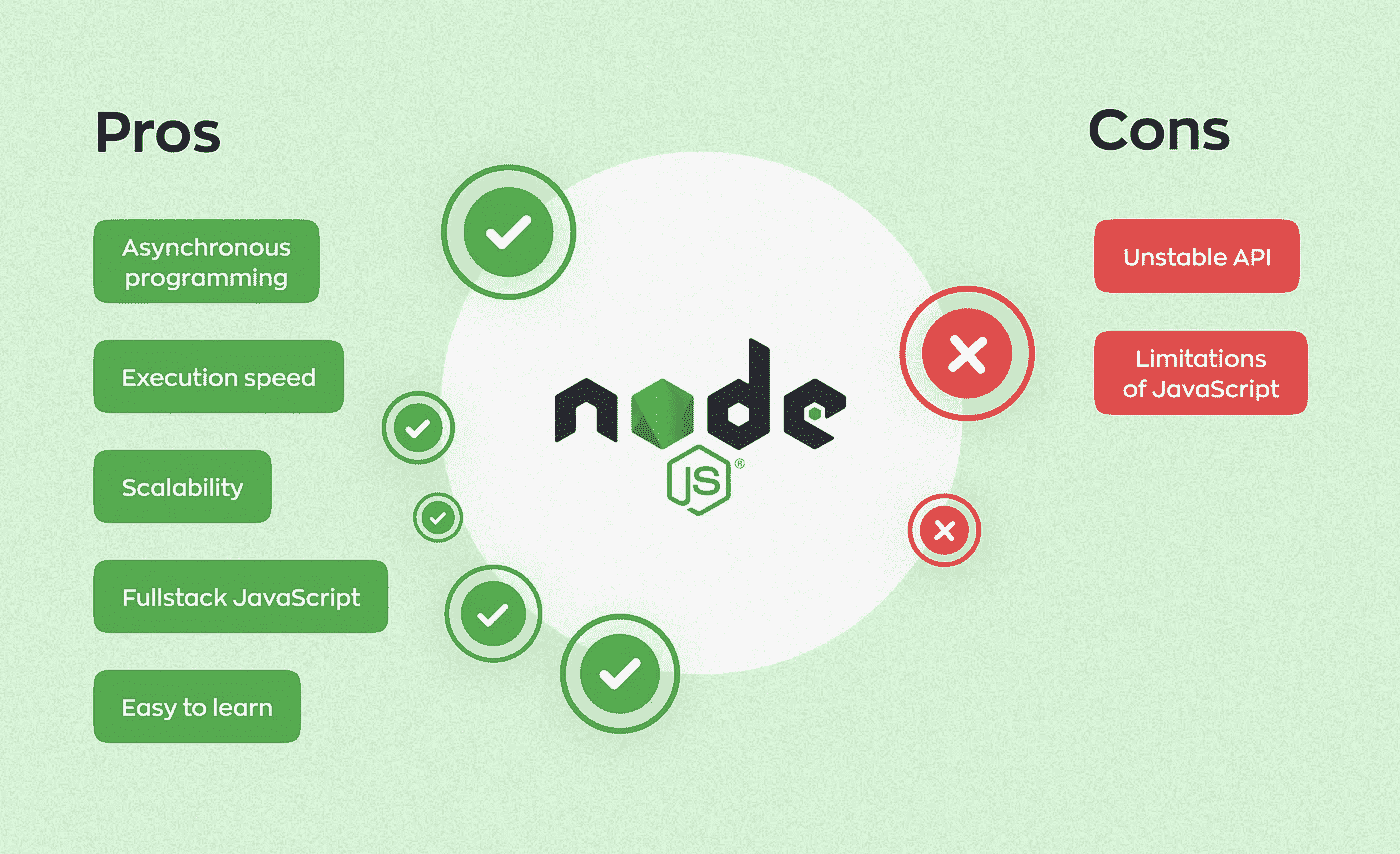 Pros
Asynchronous
programming
Execution speed
Scalability
Fullstack JavaScript
Easy to learn
node
JS®
Cons
Unstable API
Limitations
of JavaScript